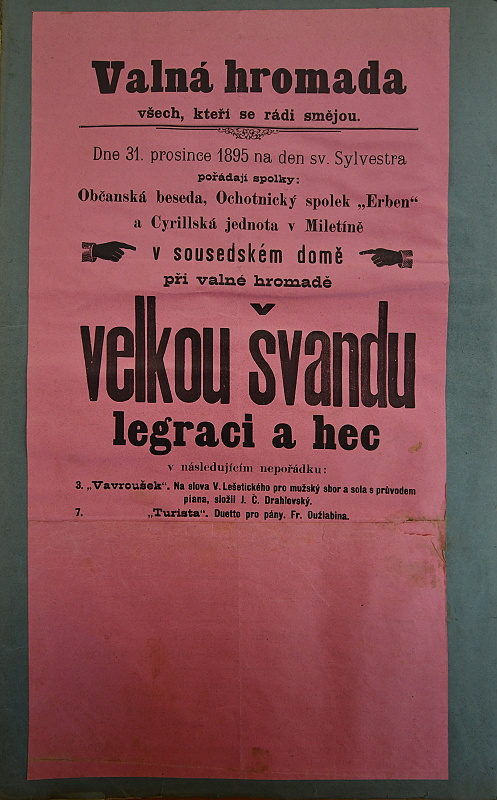 Valná hromada
všech, kteří se rádi smějou.
Dne 31. prosince 1895 na den sv. Sylvestra
pořádají spolky:
Občanská beseda, Ochotnický spolek „Erben“
a Cyrillská jednota v Miletíně
v sousedském domě
při valné hromadě
velkou švandu
legraci a hec
v následujícím nepořádku:
3. „Vavroušek“. Na slova V. Lešetického pro mužský sbor a sola s průvodem
piana, složil J. Č. Drahlovský.
7. „Turista“. Duetto pro pány. Fr. Oužlabina.